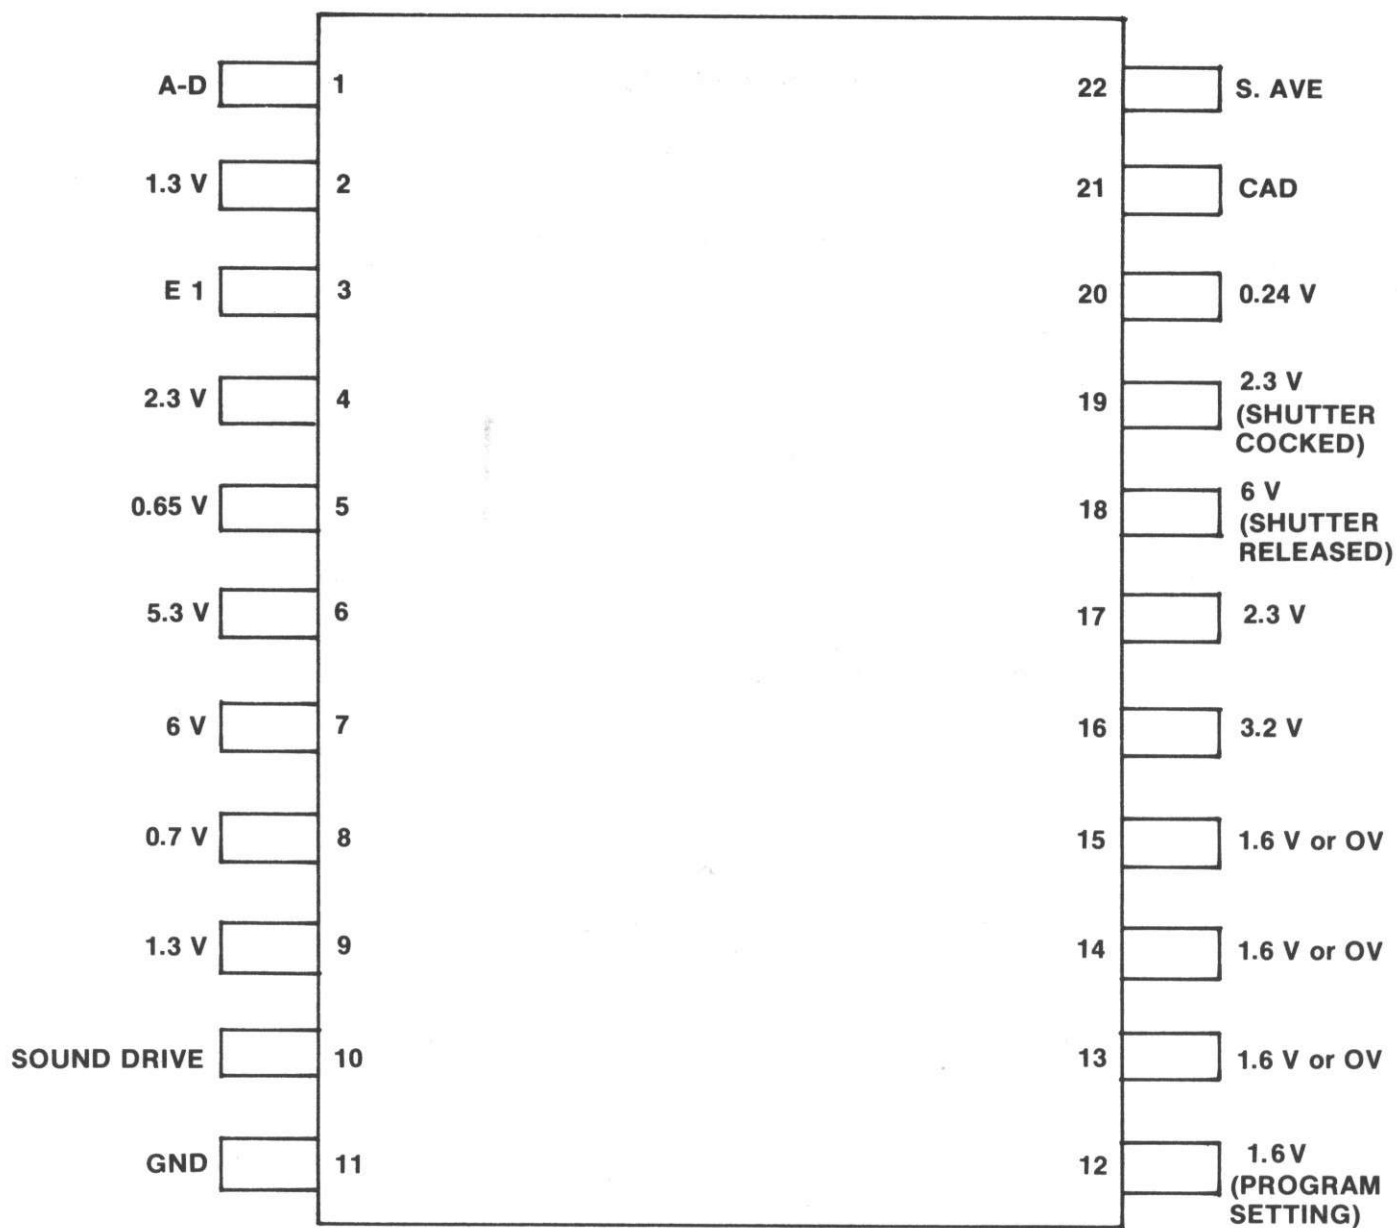 A-D 1 22 S. AVE
1.3 V 2 21 CAD
E 1 3 20 0.24 V
2.3 V 4 19 2.3 V
(SHUTTER
COCKED)
0.65 V 5 18 6 V
(SHUTTER
RELEASED)
5.3 V 6 17 2.3 V
6 V 7 16 3.2 V
0.7 V 8 15 1.6 V or OV
1.3 V 9 14 1.6 V or OV
SOUND DRIVE 10 13 1.6 V or OV
GND 11 12 1.6 V
(PROGRAM
SETTING)